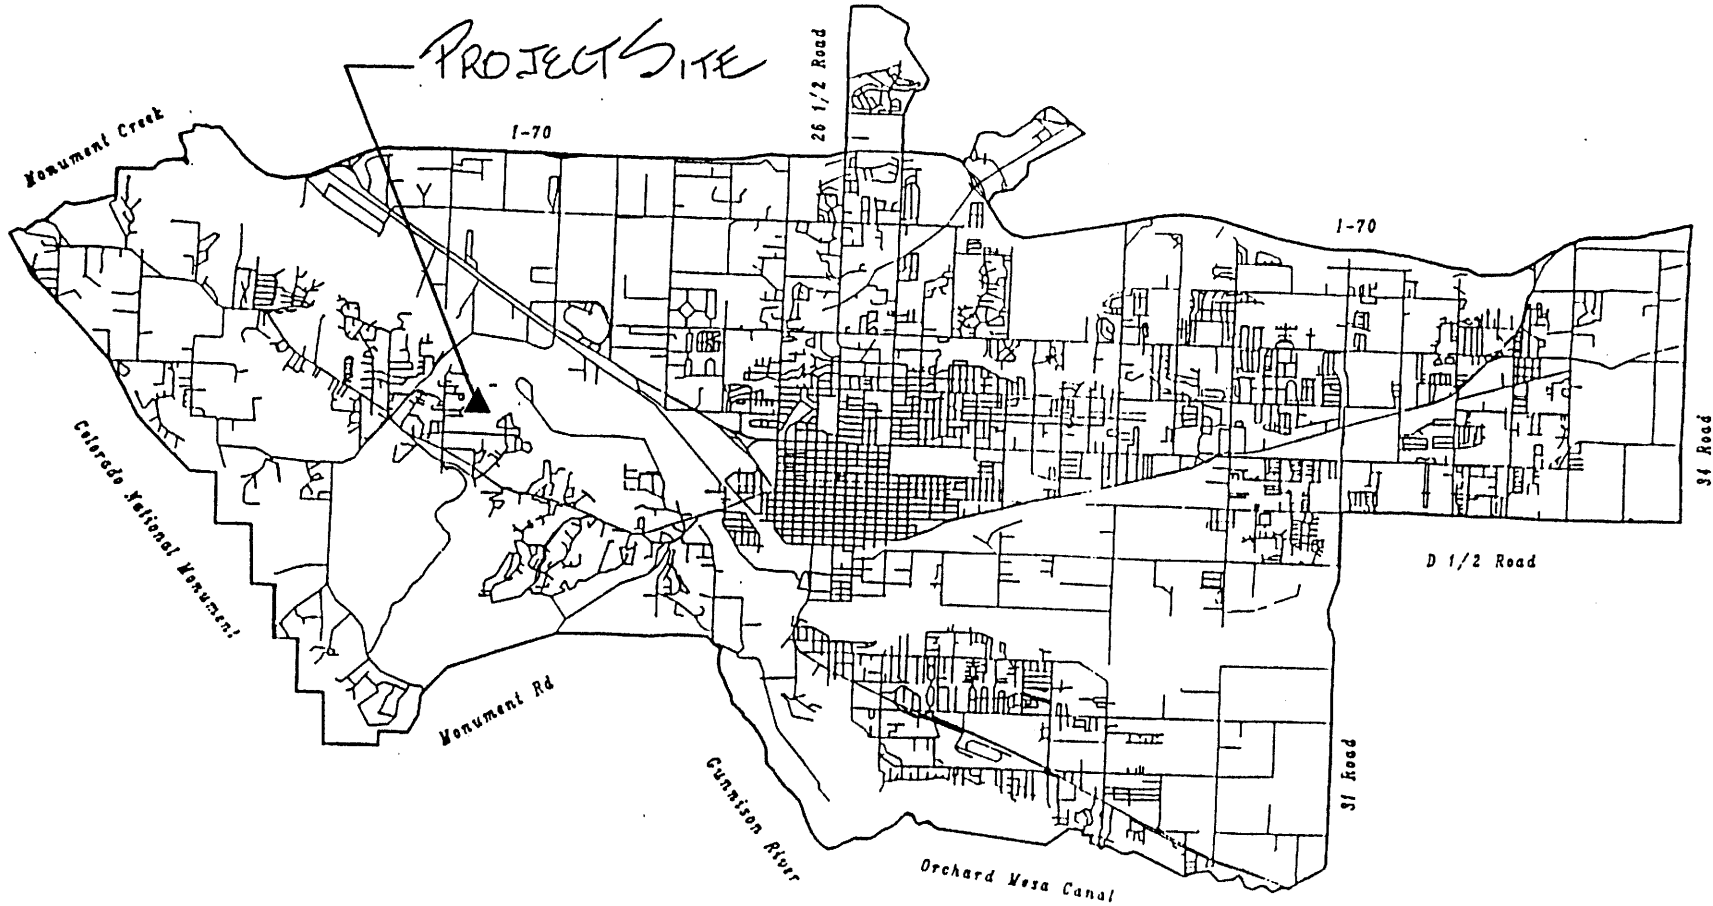 PROJECT SITE
26 1/2 Road
Monument Creek
I-70
I-70
34 Road
Colorado National Monument
D 1/2 Road
Monument Rd
31 Road
Gunnison River
Orchard Mesa Canal